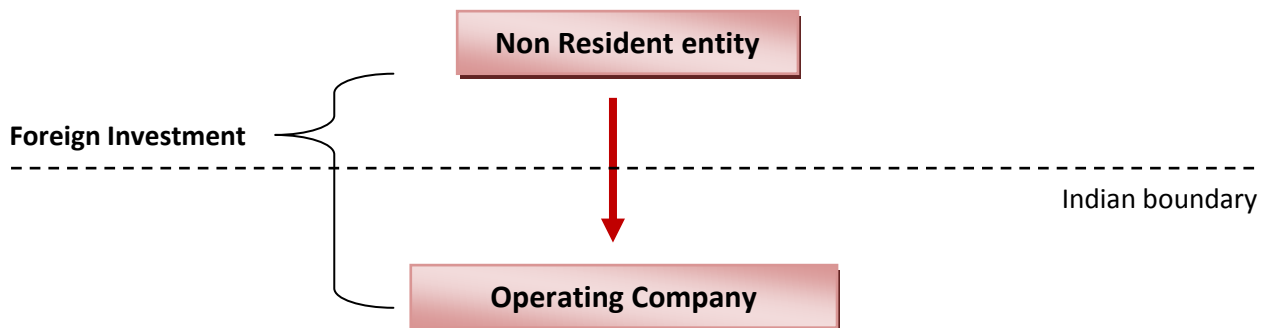 Non Resident entity
Foreign Investment
Indian boundary
Operating Company